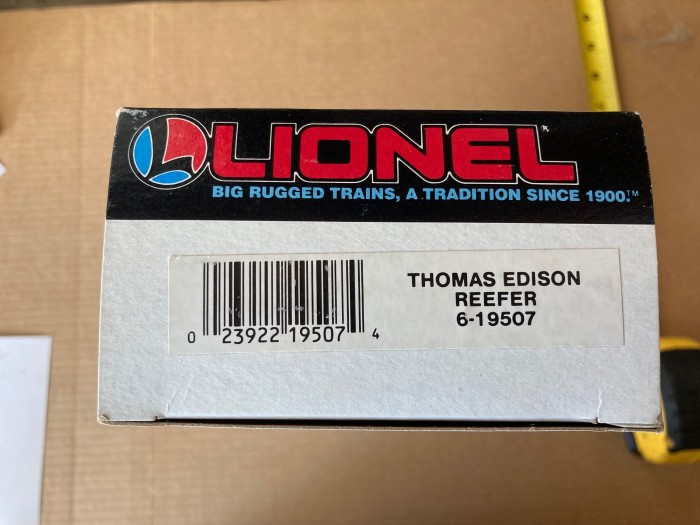 LIONEL®
BIG RUGGED TRAINS, A TRADITION SINCE 1900!™
THOMAS EDISON
REEFER
6-19507
0 23922 19507 4